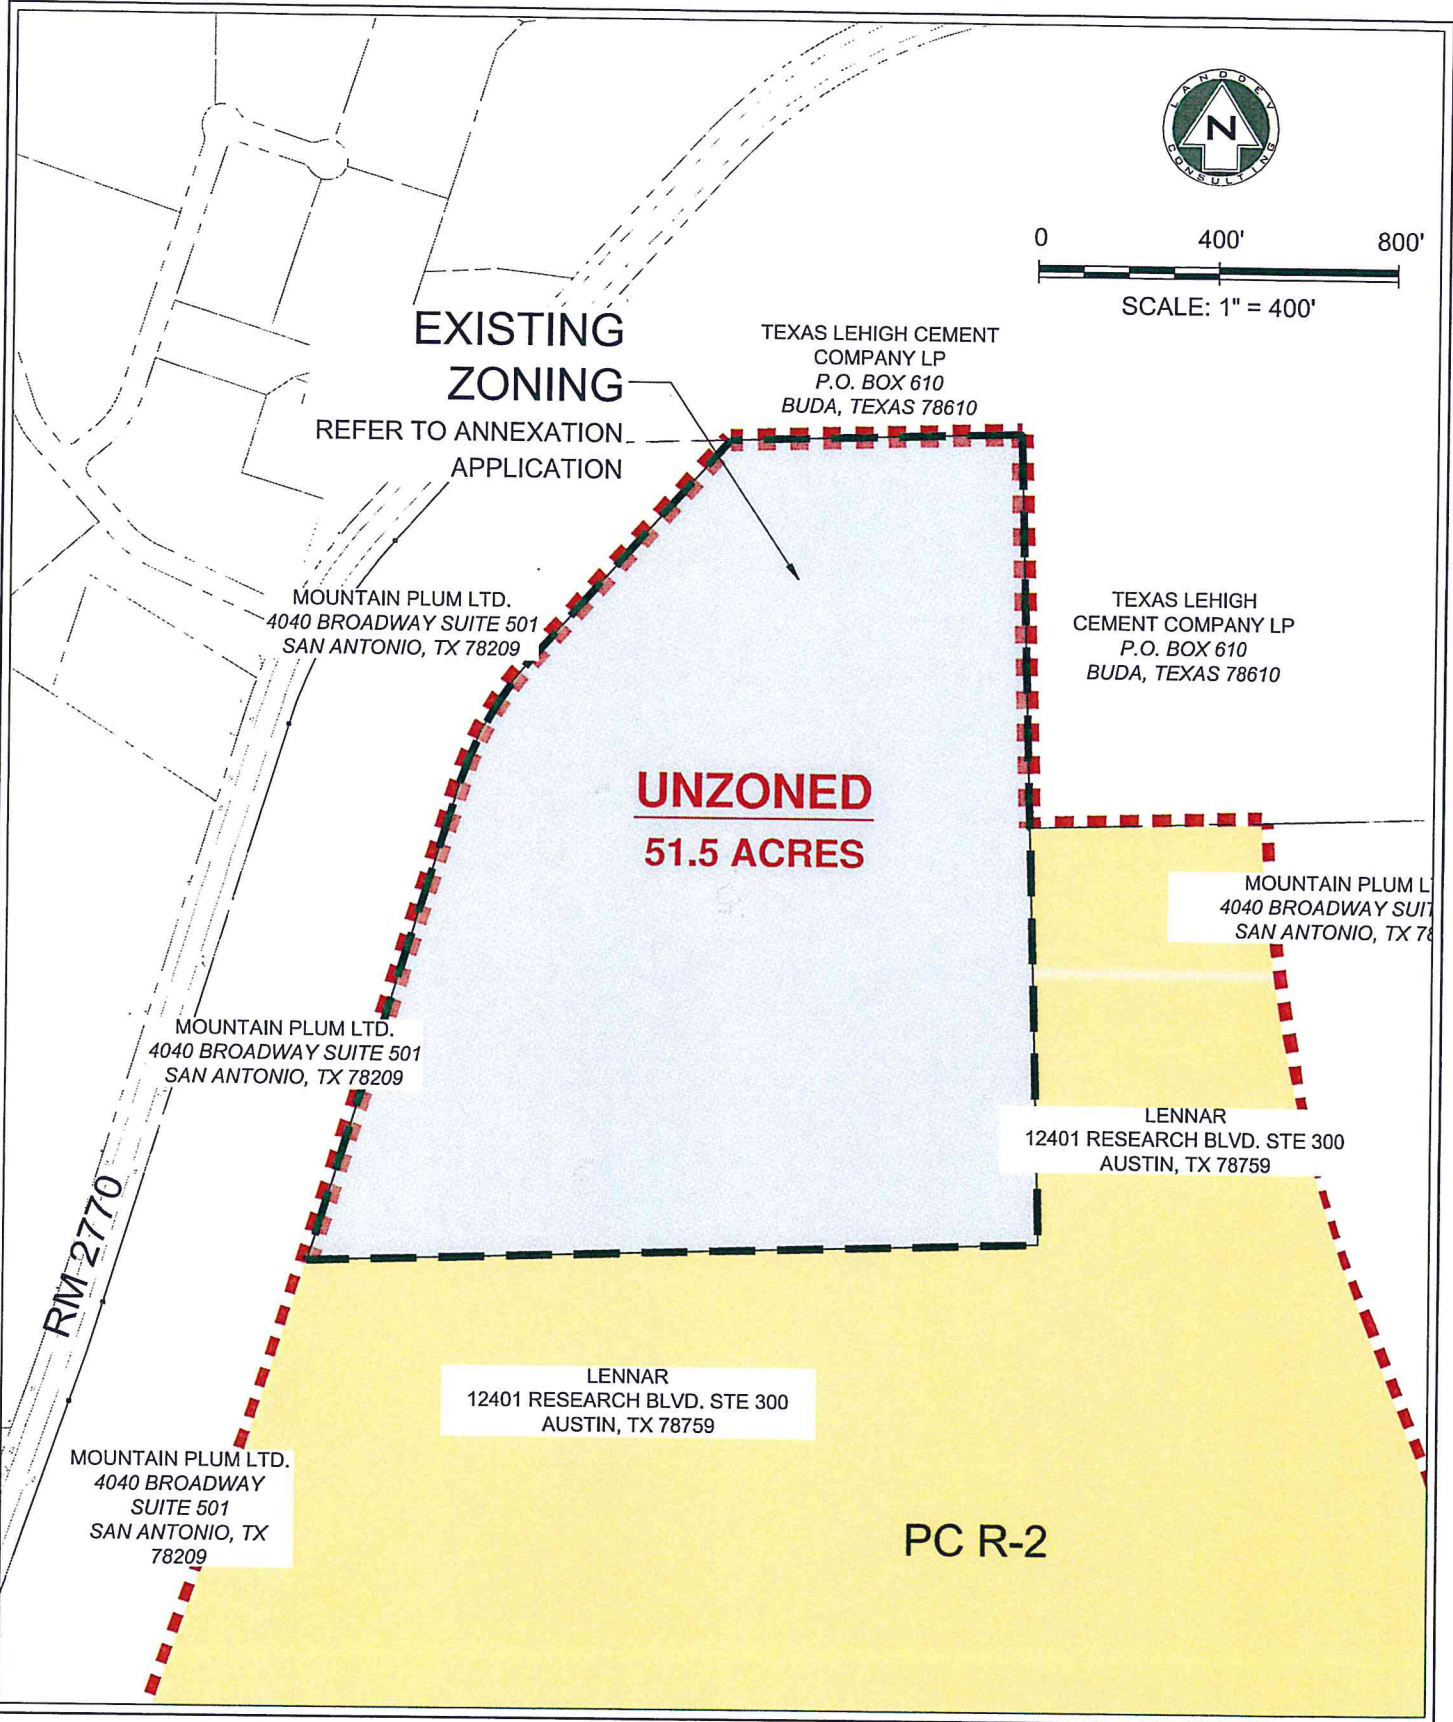 LANDDEV
N
CONSULTING
0 400' 800'
SCALE: 1" = 400'
EXISTING
ZONING
REFER TO ANNEXATION
APPLICATION
TEXAS LEHIGH CEMENT
COMPANY LP
P.O. BOX 610
BUDA, TEXAS 78610
MOUNTAIN PLUM LTD.
4040 BROADWAY SUITE 501
SAN ANTONIO, TX 78209
TEXAS LEHIGH
CEMENT COMPANY LP
P.O. BOX 610
BUDA, TEXAS 78610
UNZONED
51.5 ACRES
MOUNTAIN PLUM
4040 BROADWAY
SAN ANTONIO, TX
MOUNTAIN PLUM LTD.
4040 BROADWAY SUITE 501
SAN ANTONIO, TX 78209
LENNAR
12401 RESEARCH BLVD. STE 300
AUSTIN, TX 78759
RM 2770
LENNAR
12401 RESEARCH BLVD. STE 300
AUSTIN, TX 78759
MOUNTAIN PLUM LTD.
4040 BROADWAY
SUITE 501
SAN ANTONIO, TX
78209
PC R-2